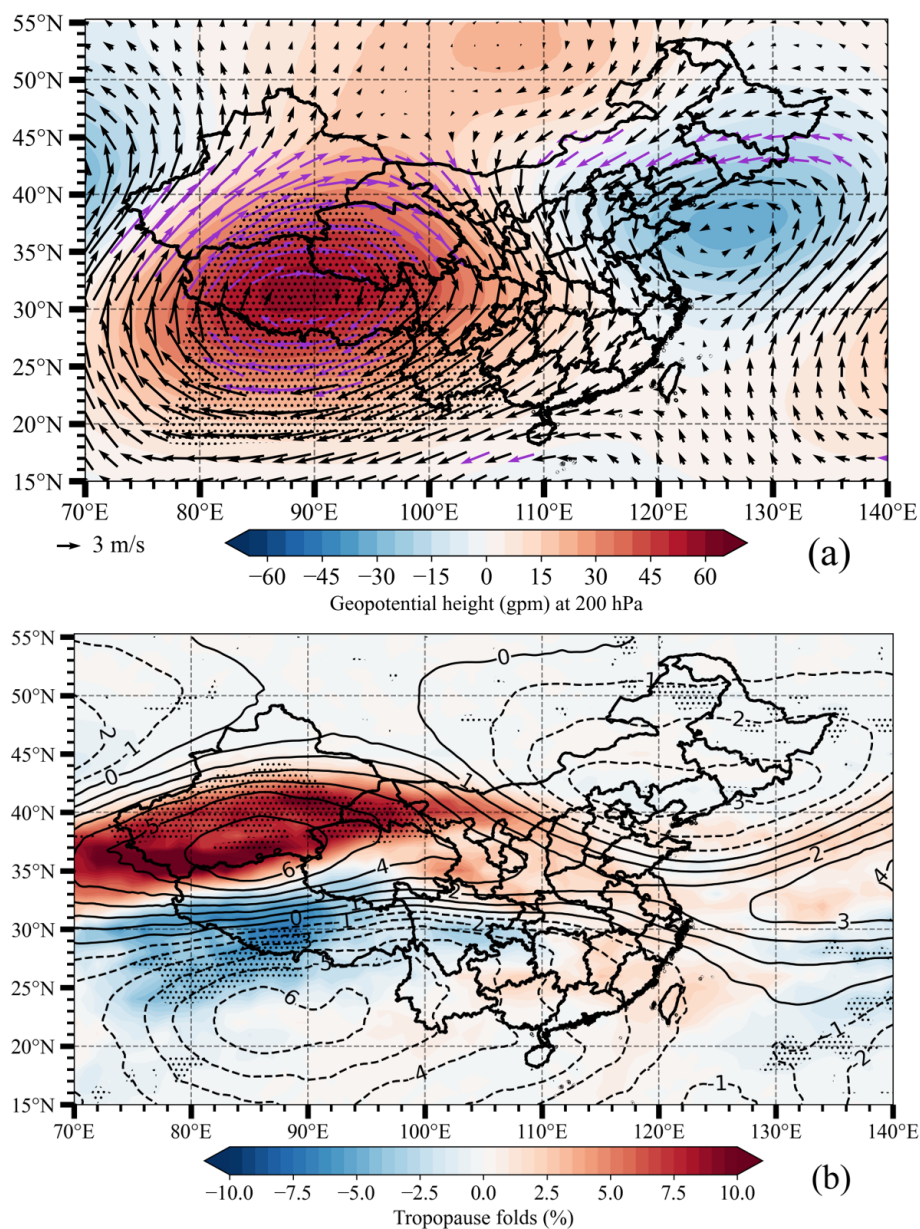 55°N
50°N
45°N
40°N
35°N
30°N
25°N
20°N
15°N
70°E 80°E 90°E 100°E 110°E 120°E 130°E 140°E
3 m/s
−60 −45 −30 −15 0 15 30 45 60
Geopotential height (gpm) at 200 hPa
(a)
55°N
50°N
45°N
40°N
35°N
30°N
25°N
20°N
15°N
0
1
2
2
1
0
1
3
5
2
6
4
4
2
0
1
2
3
3
6
1
4
1
2
70°E 80°E 90°E 100°E 110°E 120°E 130°E 140°E
−10.0 −7.5 −5.0 −2.5 0.0 2.5 5.0 7.5 10.0
Tropopause folds (%)
(b)